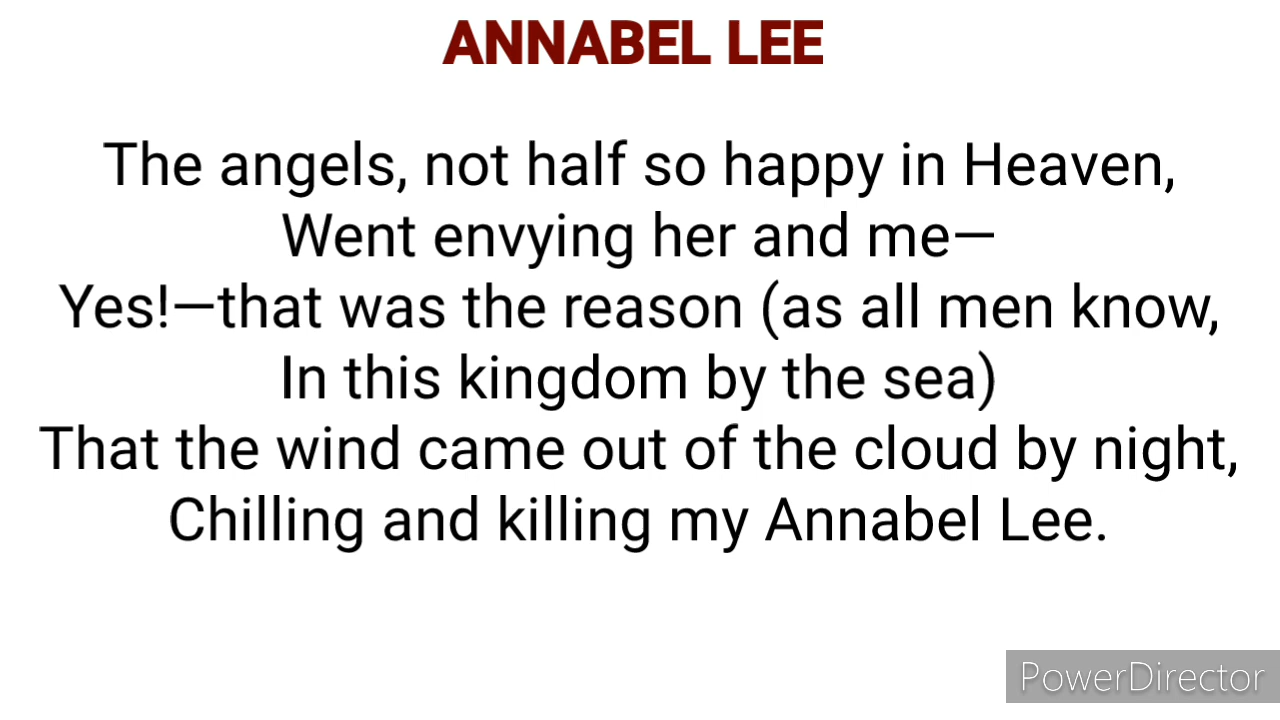 ANNABEL LEE
The angels, not half so happy in Heaven,
Went envying her and me—
Yes!—that was the reason (as all men know,
In this kingdom by the sea)
That the wind came out of the cloud by night,
Chilling and killing my Annabel Lee.
PowerDirector